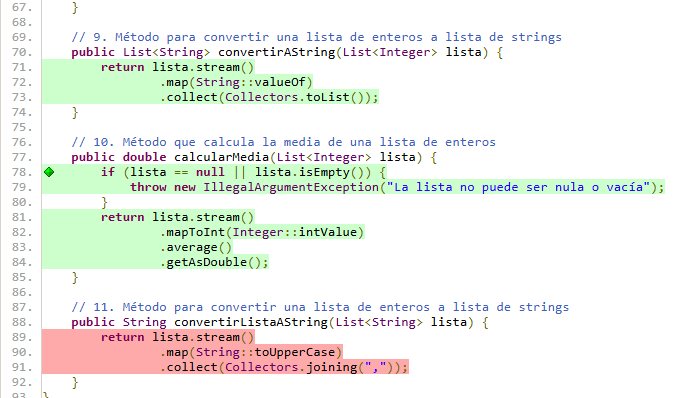 67.     }
68.
69.     // 9. Método para convertir una lista de enteros a lista de strings
70.     public List<String> convertirAString(List<Integer> lista) {
71.         return lista.stream()
72.                 .map(String::valueOf)
73.                 .collect(Collectors.toList());
74.     }
75.
76.     // 10. Método que calcula la media de una lista de enteros
77.     public double calcularMedia(List<Integer> lista) {
78.         if (lista == null || lista.isEmpty()) {
79.             throw new IllegalArgumentException("La lista no puede ser nula o vacía");
80.         }
81.         return lista.stream()
82.                 .mapToInt(Integer::intValue)
83.                 .average()
84.                 .getAsDouble();
85.     }
86.
87.     // 11. Método para convertir una lista de enteros a lista de strings
88.     public String convertirListaAString(List<String> lista) {
89.         return lista.stream()
90.                 .map(String::toUpperCase)
91.                 .collect(Collectors.joining(","));
92.     }
93. }